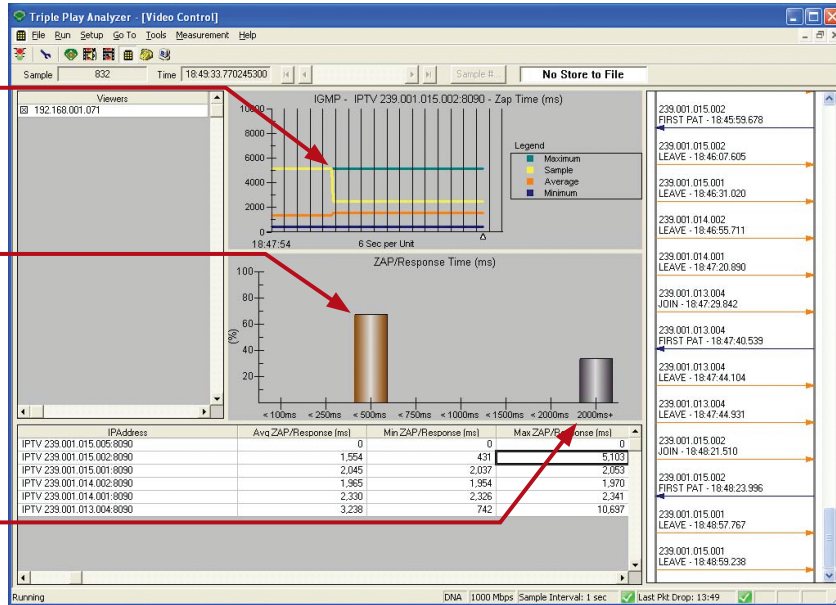 Triple Play Analyzer - [Video Control]
File Run Setup Go To Tools Measurement Help
Sample 832 Time 18:49:33.770245300 Sample #... No Store to File
Viewers
192.168.001.071
IGMP - IPTV 239.001.015.002:8090 - Zap Time (ms)
10000
8000
6000
4000
2000
0
18:47:54 6 Sec per Unit
Legend
Maximum
Sample
Average
Minimum
ZAP/Response Time (ms)
100
80
60
40
20
(%)
< 100ms < 250ms < 500ms < 750ms < 1000ms < 1500ms < 2000ms 2000ms+
IPAddress Avg ZAP/Response (ms) Min ZAP/Response (ms) Max ZAP/Response (ms)
IPTV 239.001.015.005:8090 0 0 0
IPTV 239.001.015.002:8090 1,554 431 5,103
IPTV 239.001.015.001:8090 2,045 2,037 2,053
IPTV 239.001.014.002:8090 1,965 1,954 1,970
IPTV 239.001.014.001:8090 2,330 2,326 2,341
IPTV 239.001.013.004:8090 3,238 742 10,697
239.001.015.002
FIRST PAT - 18:45:59.678
239.001.015.002
LEAVE - 18:46:07.605
239.001.015.001
LEAVE - 18:46:31.020
239.001.014.002
LEAVE - 18:46:55.711
239.001.014.001
LEAVE - 18:47:20.890
239.001.013.004
JOIN - 18:47:29.842
239.001.013.004
FIRST PAT - 18:47:40.539
239.001.013.004
LEAVE - 18:47:44.104
239.001.013.004
LEAVE - 18:47:44.931
239.001.015.002
JOIN - 18:48:21.510
239.001.015.002
FIRST PAT - 18:48:23.996
239.001.015.001
LEAVE - 18:48:57.767
239.001.015.001
LEAVE - 18:48:59.238
Running DNA 1000 Mbps Sample Interval: 1 sec Last Pkt Drop: 13:49